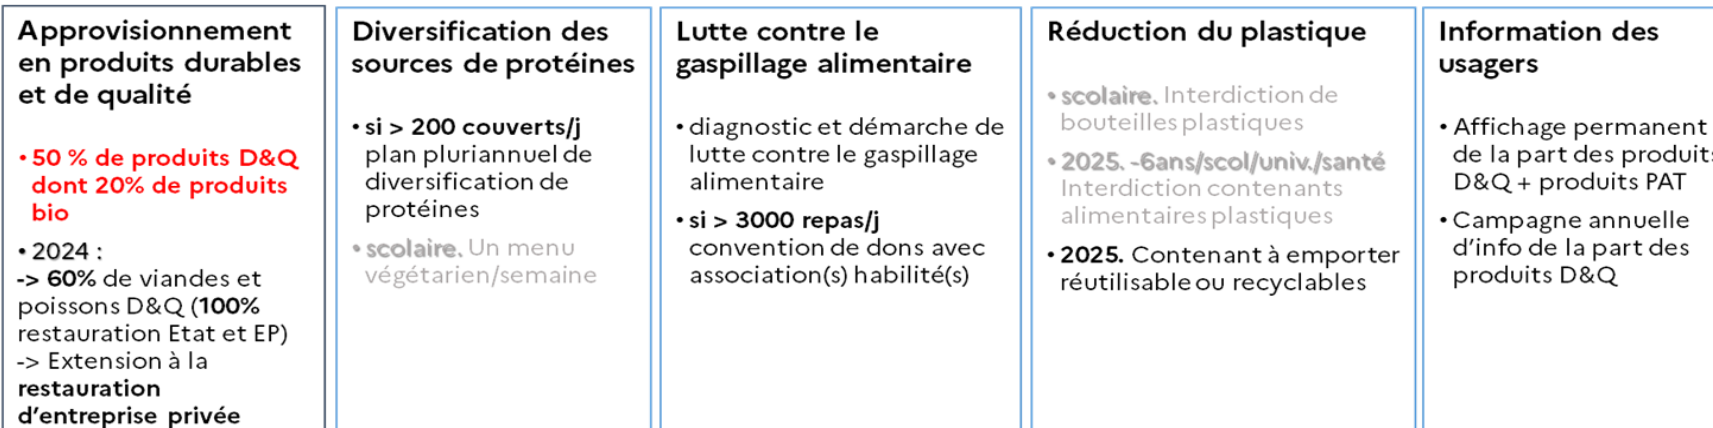 Approvisionnement
en produits durables
et de qualité
• 50 % de produits D&Q
dont 20% de produits
bio
• 2024 :
-> 60% de viandes et
poissons D&Q (100%
restauration Etat et EP)
-> Extension à la
restauration
d'entreprise privée
Diversification des
sources de protéines
• si > 200 couverts/j
plan pluriannuel de
diversification de
protéines
• scolaire. Un menu
végétarien/semaine
Lutte contre le
gaspillage alimentaire
• diagnostic et démarche de
lutte contre le gaspillage
alimentaire
• si > 3000 repas/j
convention de dons avec
association(s) habilité(s)
Réduction du plastique
• scolaire. Interdiction de
bouteilles plastiques
• 2025. -6ans/scol/univ./santé
Interdiction contenants
alimentaires plastiques
• 2025. Contenant à emporter
réutilisable ou recyclables
Information des
usagers
• Affichage permanent
de la part des produits
D&Q + produits PAT
• Campagne annuelle
d'info de la part des
produits D&Q